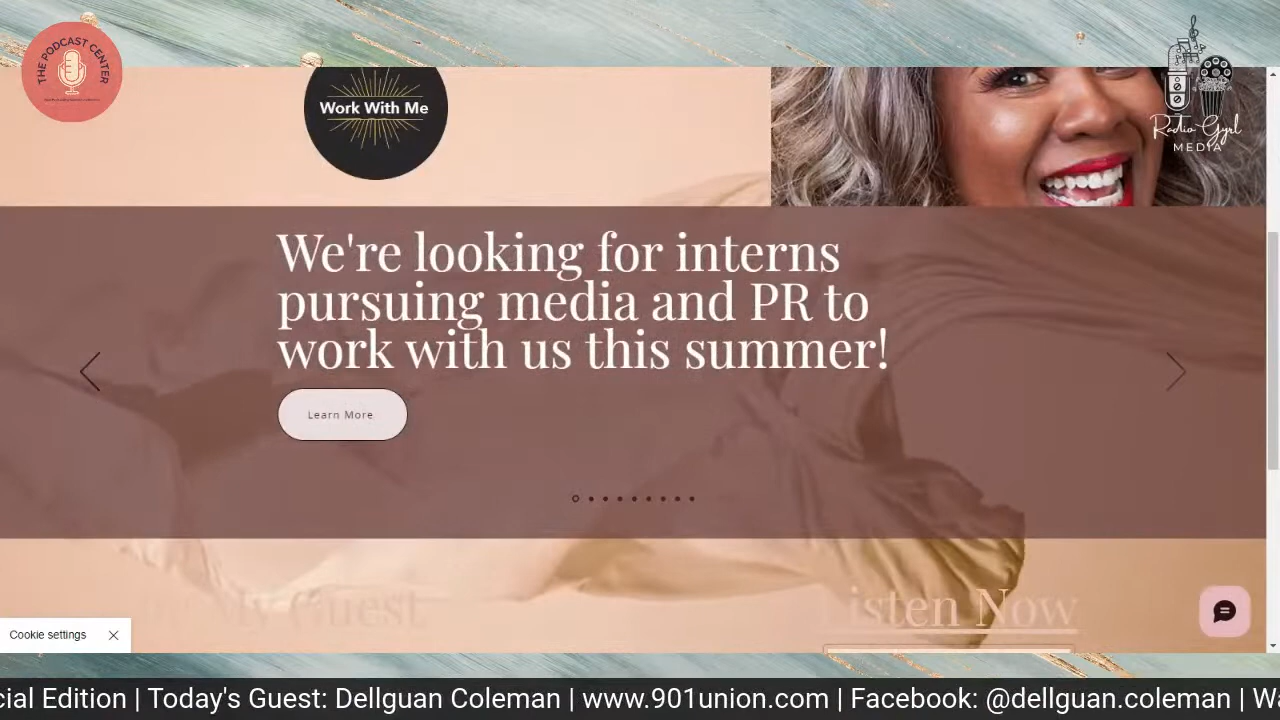 THE PODCAST CENTER
Work With Me
Radio Gyrl
MEDIA
We're looking for interns
pursuing media and PR to
work with us this summer!
Learn More
Guest
Listen Now
Cookie settings
cial Edition | Today's Guest: Dellguan Coleman | www.901union.com | Facebook: @dellguan.coleman | Wa